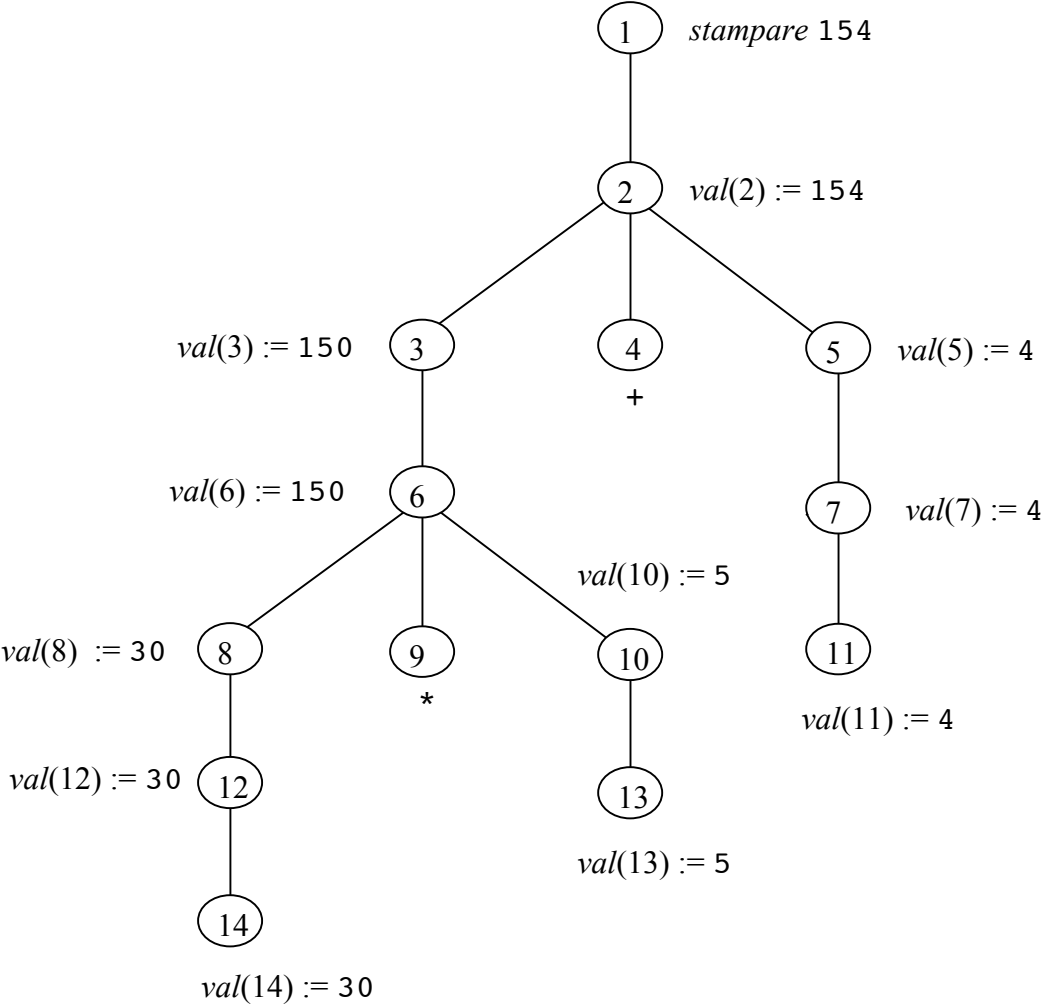 1 stampare 154
2 val(2) := 154
val(3) := 150 3 4 5 val(5) := 4
+
val(6) := 150 6 7 val(7) := 4
val(10) := 5
val(8) := 30 8 9 10 11
*
val(11) := 4
val(12) := 30 12 13
val(13) := 5
14
val(14) := 30